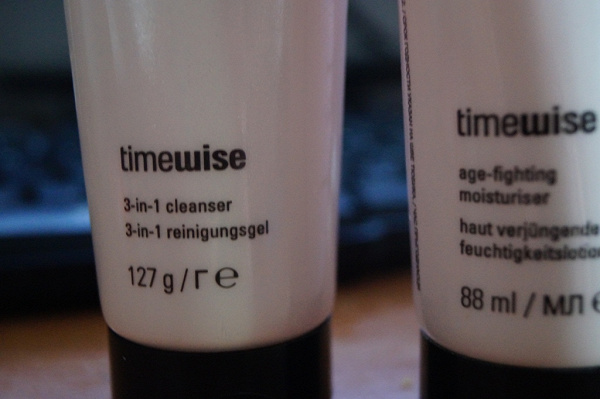 timewise
3-in-1 cleanser
3-in-1 reinigungsgel
127 g / г ℮
timewise
age-fighting
moisturiser
haut verjüngende
feuchtigkeitslotion
88 ml / МЛ ℮